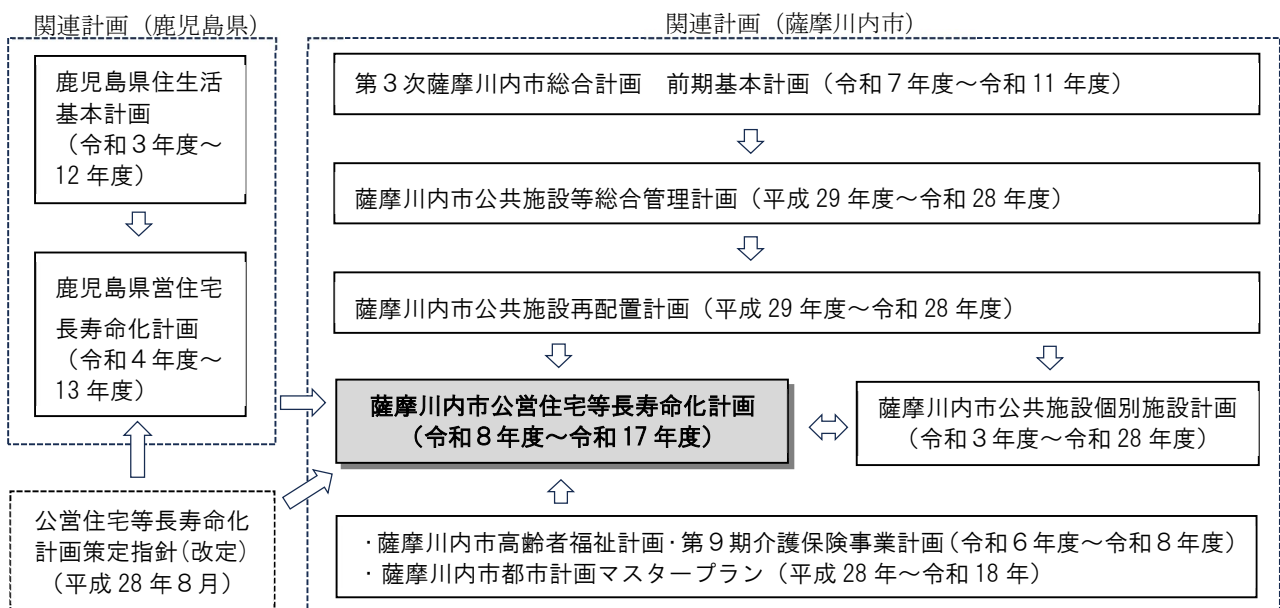 関連計画（鹿児島県）
鹿児島県住生活
基本計画
（令和３年度～
12 年度）
鹿児島県営住宅
長寿命化計画
（令和４年度～
13 年度）
公営住宅等長寿命化
計画策定指針(改定)
（平成 28 年８月）
関連計画（薩摩川内市）
第３次薩摩川内市総合計画　前期基本計画（令和７年度～令和 11 年度）
薩摩川内市公共施設等総合管理計画（平成 29 年度～令和 28 年度）
薩摩川内市公共施設再配置計画（平成 29 年度～令和 28 年度）
薩摩川内市公営住宅等長寿命化計画
（令和８年度～令和 17 年度）
薩摩川内市公共施設個別施設計画
（令和３年度～令和 28 年度）
・薩摩川内市高齢者福祉計画・第９期介護保険事業計画（令和６年度～令和８年度）
・薩摩川内市都市計画マスタープラン（平成 28 年～令和 18 年）